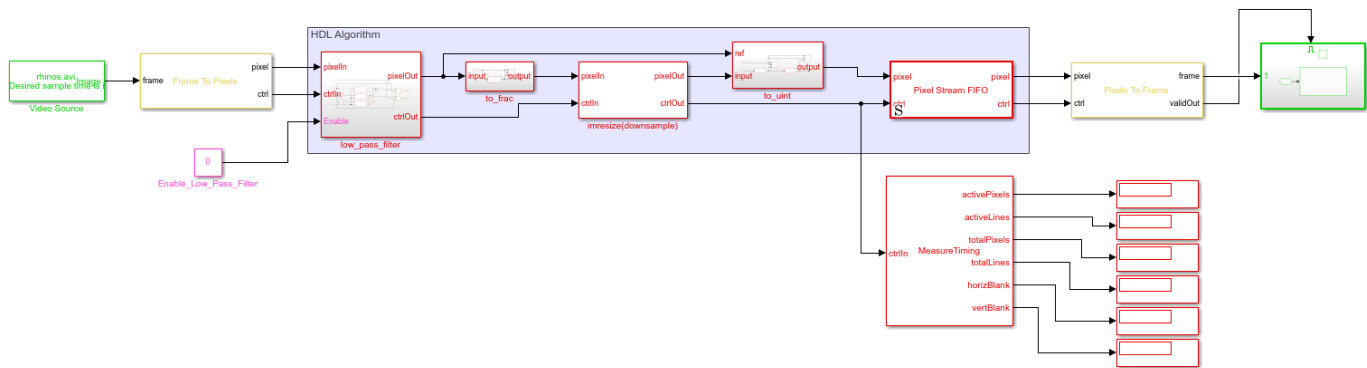 HDL Algorithm
rhinos.avi
Desired sample time is
Image
Video Source
frame
Frame To Pixels
pixel
ctrl
pixelIn
ctrlIn
Enable
pixelOut
ctrlOut
low_pass_filter
0
Enable_Low_Pass_Filter
input
output
to_frac
pixelIn
ctrlIn
pixelOut
ctrlOut
imresize(downsample)
ref
input
output
to_uint
pixel
ctrl
Pixel Stream FIFO
S
pixel
ctrl
pixel
ctrl
Pixels To Frame
frame
validOut
1
ctrlIn
MeasureTiming
activePixels
activeLines
totalPixels
totalLines
horizBlank
vertBlank